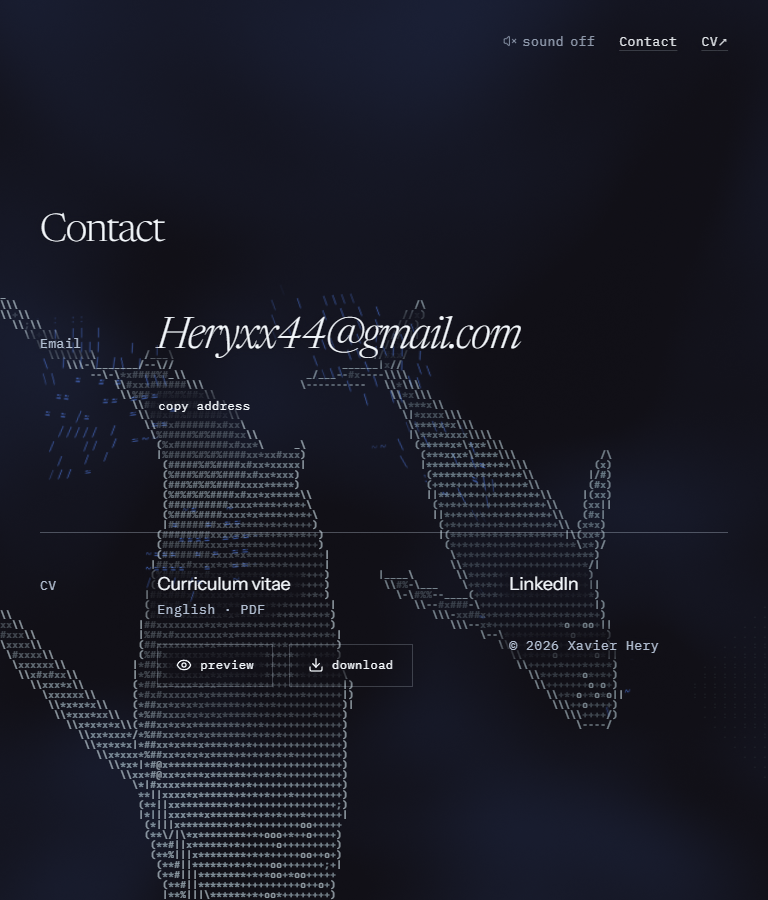 sound off
Contact
CV↗
Contact
Email
Heryxx44@gmail.com
copy address
CV
Curriculum vitae
LinkedIn
English · PDF
© 2026 Xavier Hery
preview
download